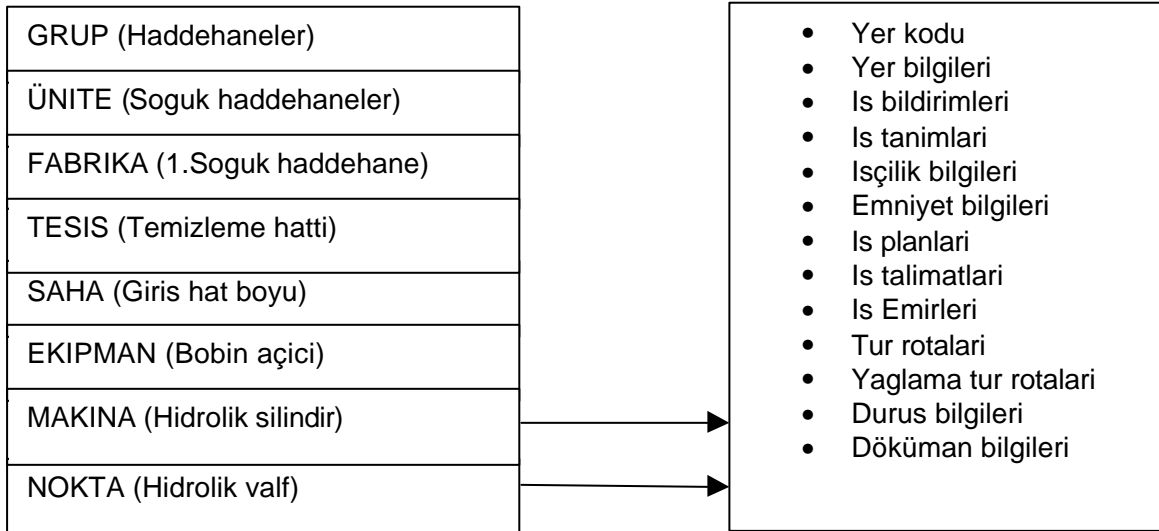 GRUP (Haddehaneler)
ÜNITE (Soguk haddehaneler)
FABRIKA (1.Soguk haddehane)
TESIS (Temizleme hatti)
SAHA (Giris hat boyu)
EKIPMAN (Bobin açici)
MAKINA (Hidrolik silindir)
NOKTA (Hidrolik valf)
• Yer kodu
• Yer bilgileri
• Is bildirimleri
• Is tanimlari
• Isçilik bilgileri
• Emniyet bilgileri
• Is planlari
• Is talimatlari
• Is Emirleri
• Tur rotalari
• Yaglama tur rotalari
• Durus bilgileri
• Döküman bilgileri